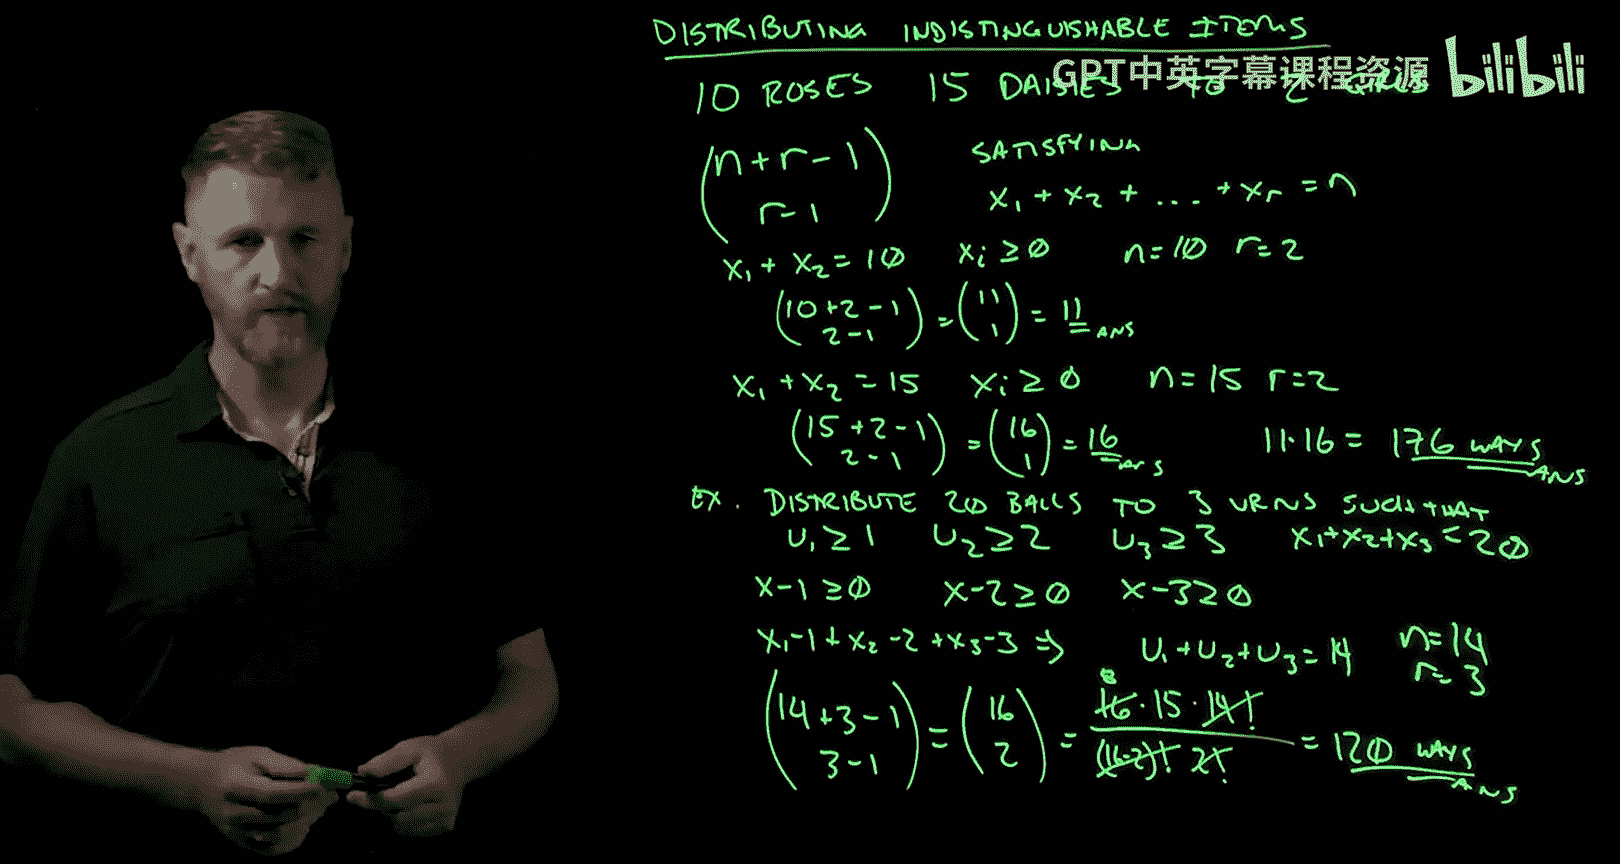 DISTRIBUTING INDISTINGUISHABLE ITEMS
GPT中英字幕课程资源 bilibili
10 ROSES 15 DAISIES TO 2 GIRLS
(n+r-1 r-1) SATISFYING
x₁ + x₂ + ... + xᵣ = n
x₁ + x₂ = 10 xᵢ ≥ 0 n=10 r=2
(10+2-1 2-1) = (11 1) = 11 ANS
x₁ + x₂ = 15 xᵢ ≥ 0 n=15 r=2
(15+2-1 2-1) = (16 1) = 16 ANS 11·16 = 176 WAYS ANS
EX. DISTRIBUTE 20 BALLS TO 3 URNS SUCH THAT
U₁≥1 U₂≥2 U₃≥3 x₁+x₂+x₃=20
x-1≥0 x-2≥0 x-3≥0
x₁-1+x₂-2+x₃-3 ⇒ U₁+U₂+U₃=14 n=14
r=3
(14+3-1 3-1) = (16 2) = 8 16·15·14! / (16-2)! 2! = 120 WAYS ANS